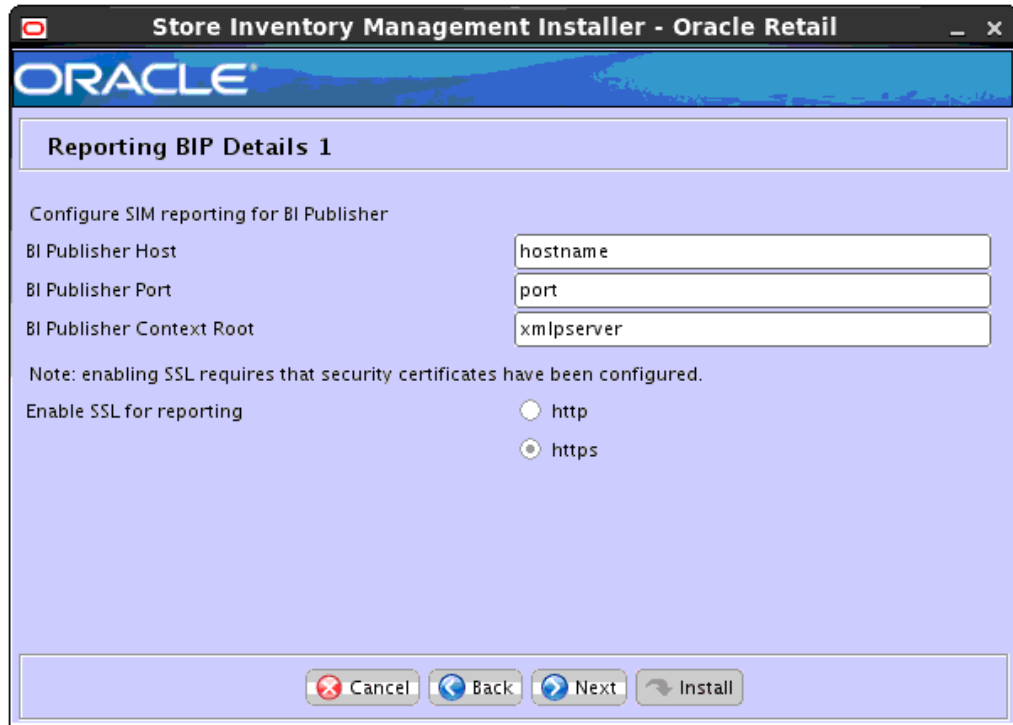 Store Inventory Management Installer - Oracle Retail
ORACLE
Reporting BIP Details 1
Configure SIM reporting for BI Publisher
BI Publisher Host hostname
BI Publisher Port port
BI Publisher Context Root xmlpserver
Note: enabling SSL requires that security certificates have been configured.
Enable SSL for reporting http
https
Cancel Back Next Install